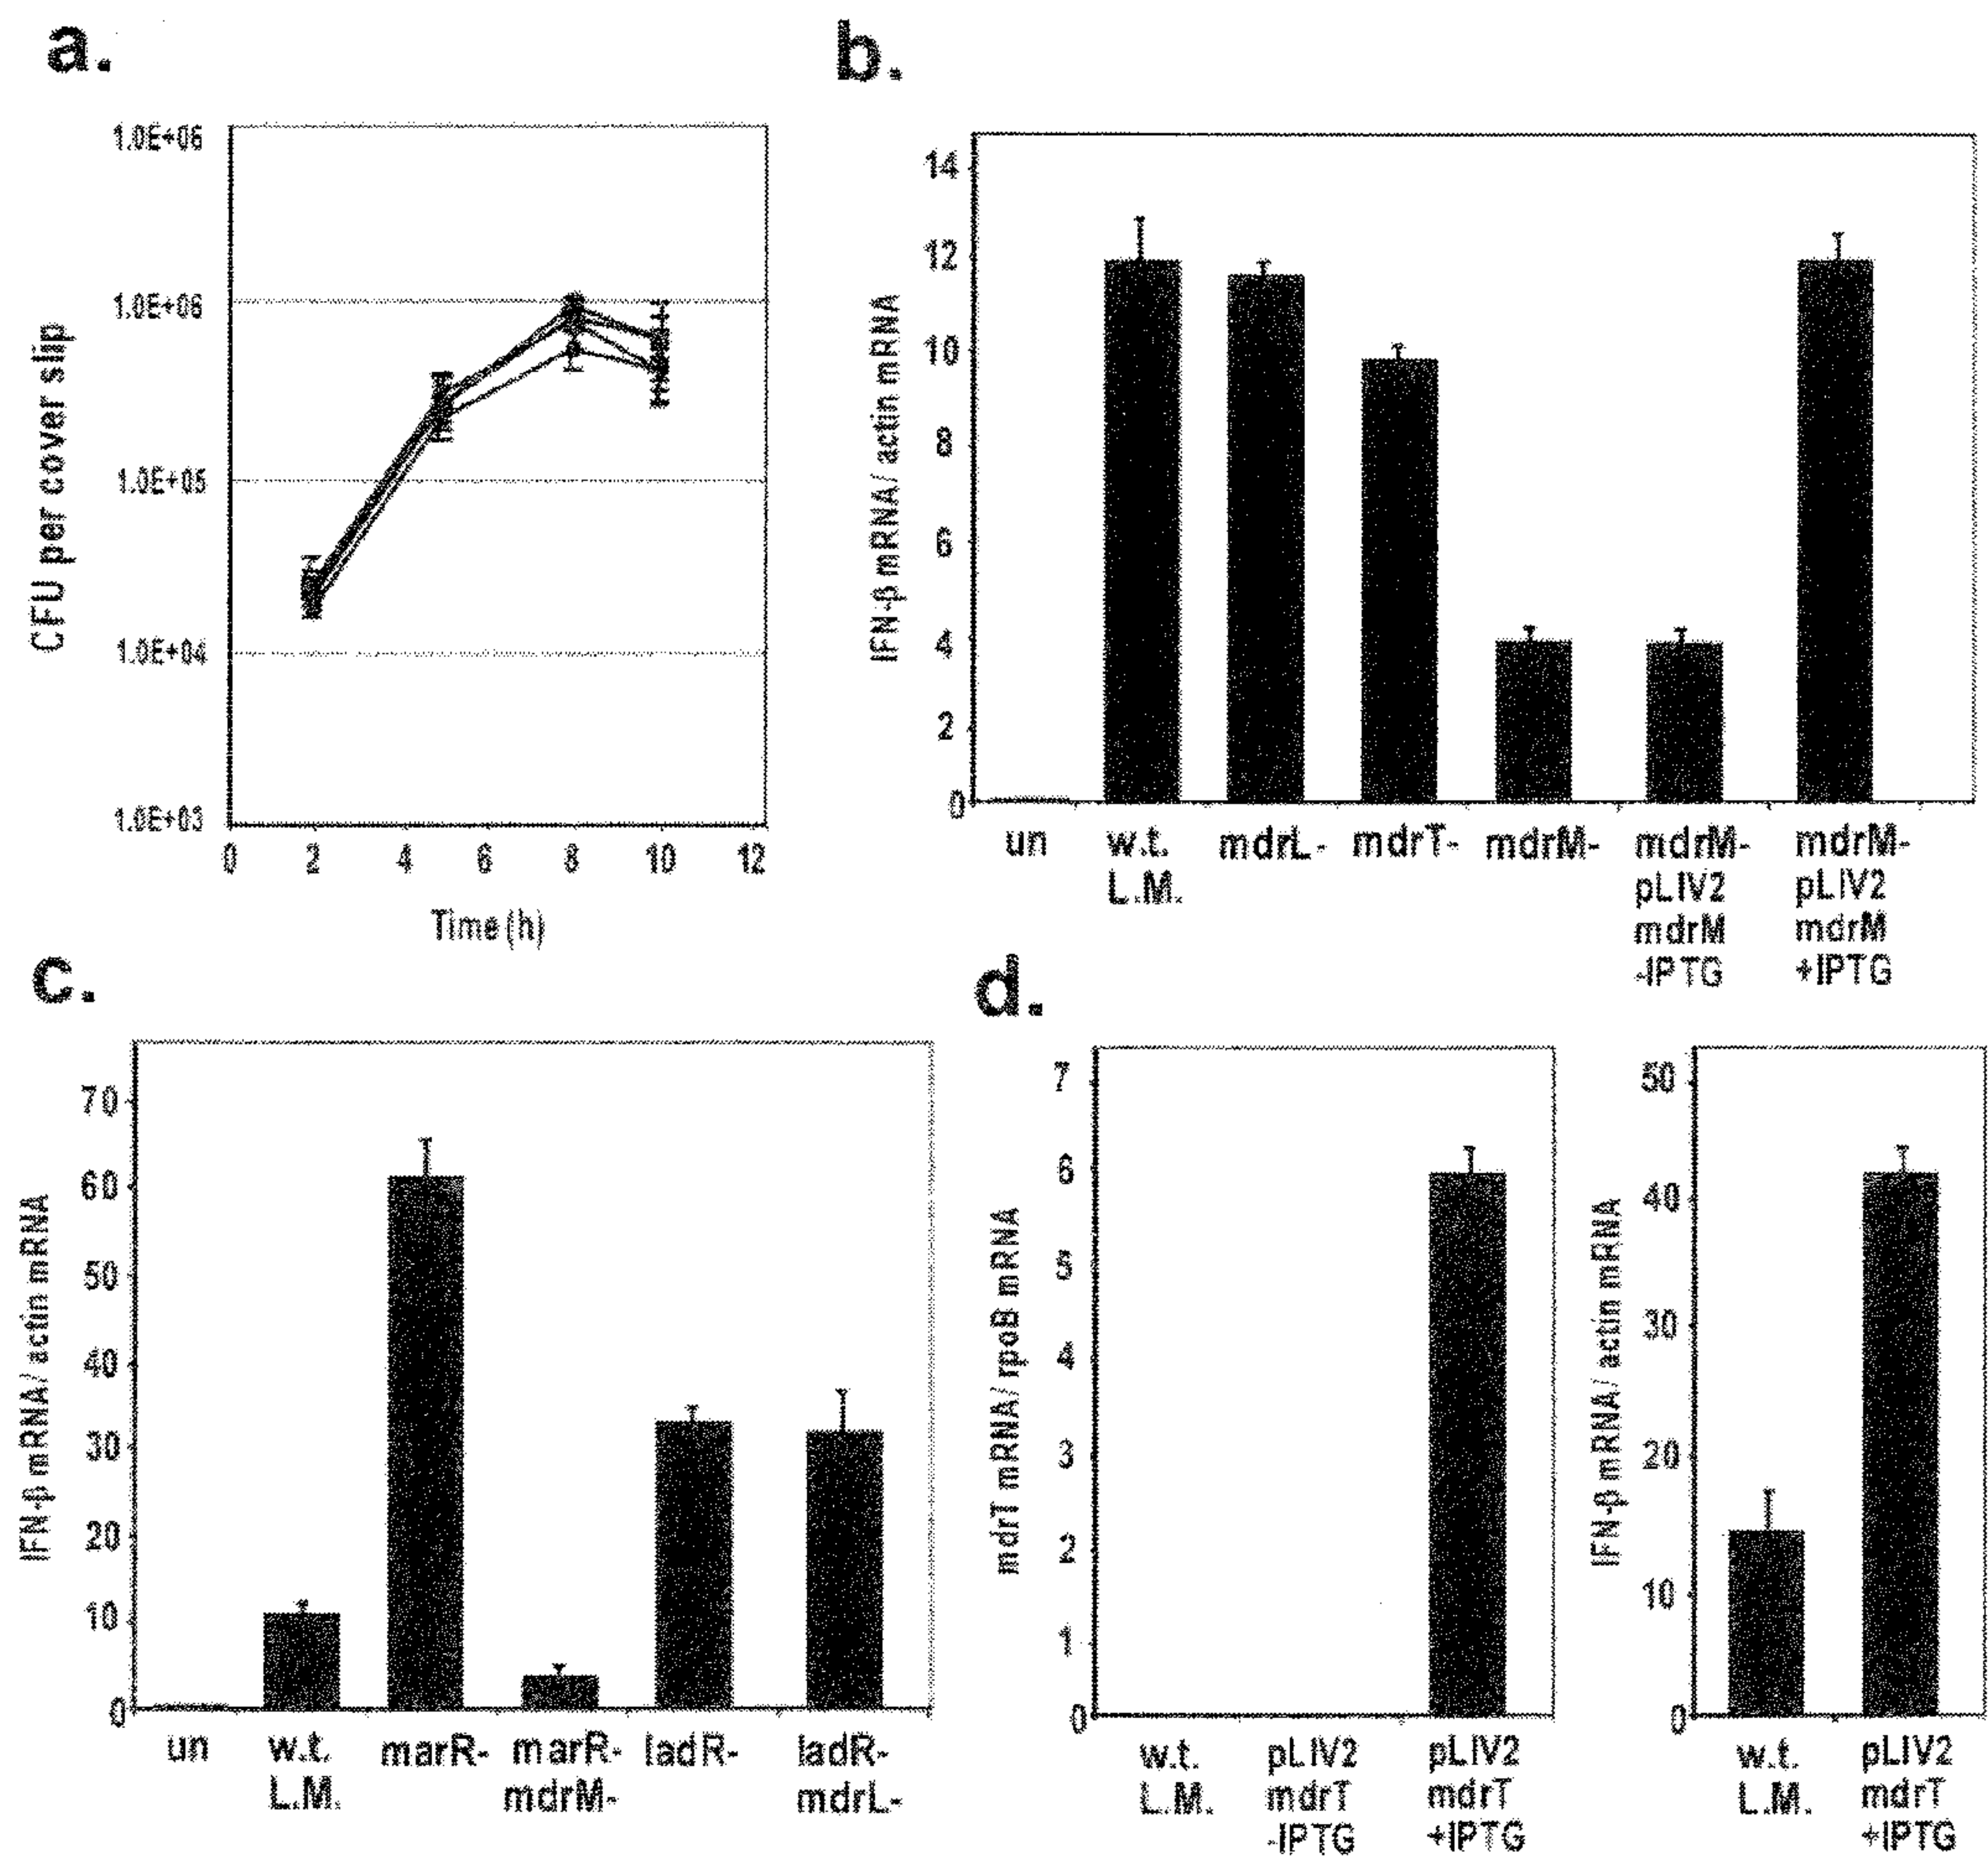 a.
1.0E+06
1.0E+06
1.0E+05
1.0E+04
1.0E+03
CFU per cover slip
0 2 4 6 8 10 12
Time (h)
b.
14
12
10
8
6
4
2
0
IFN-β mRNA/ actin mRNA
un w.t. L.M. mdrL- mdrT- mdrM- mdrM- pLIV2 mdrM -IPTG mdrM- pLIV2 mdrM +IPTG
c.
70
60
50
40
30
20
10
0
IFN-β mRNA/ actin mRNA
un w.t. L.M. marR- marR- mdrM- ladR- ladR- mdrL-
d.
7
6
5
4
3
2
1
0
mdrT mRNA/ rpoB mRNA
w.t. L.M. pLIV2 mdrT -IPTG pLIV2 mdrT +IPTG
50
40
30
20
10
0
IFN-β mRNA/ actin mRNA
w.t. L.M. pLIV2 mdrT +IPTG